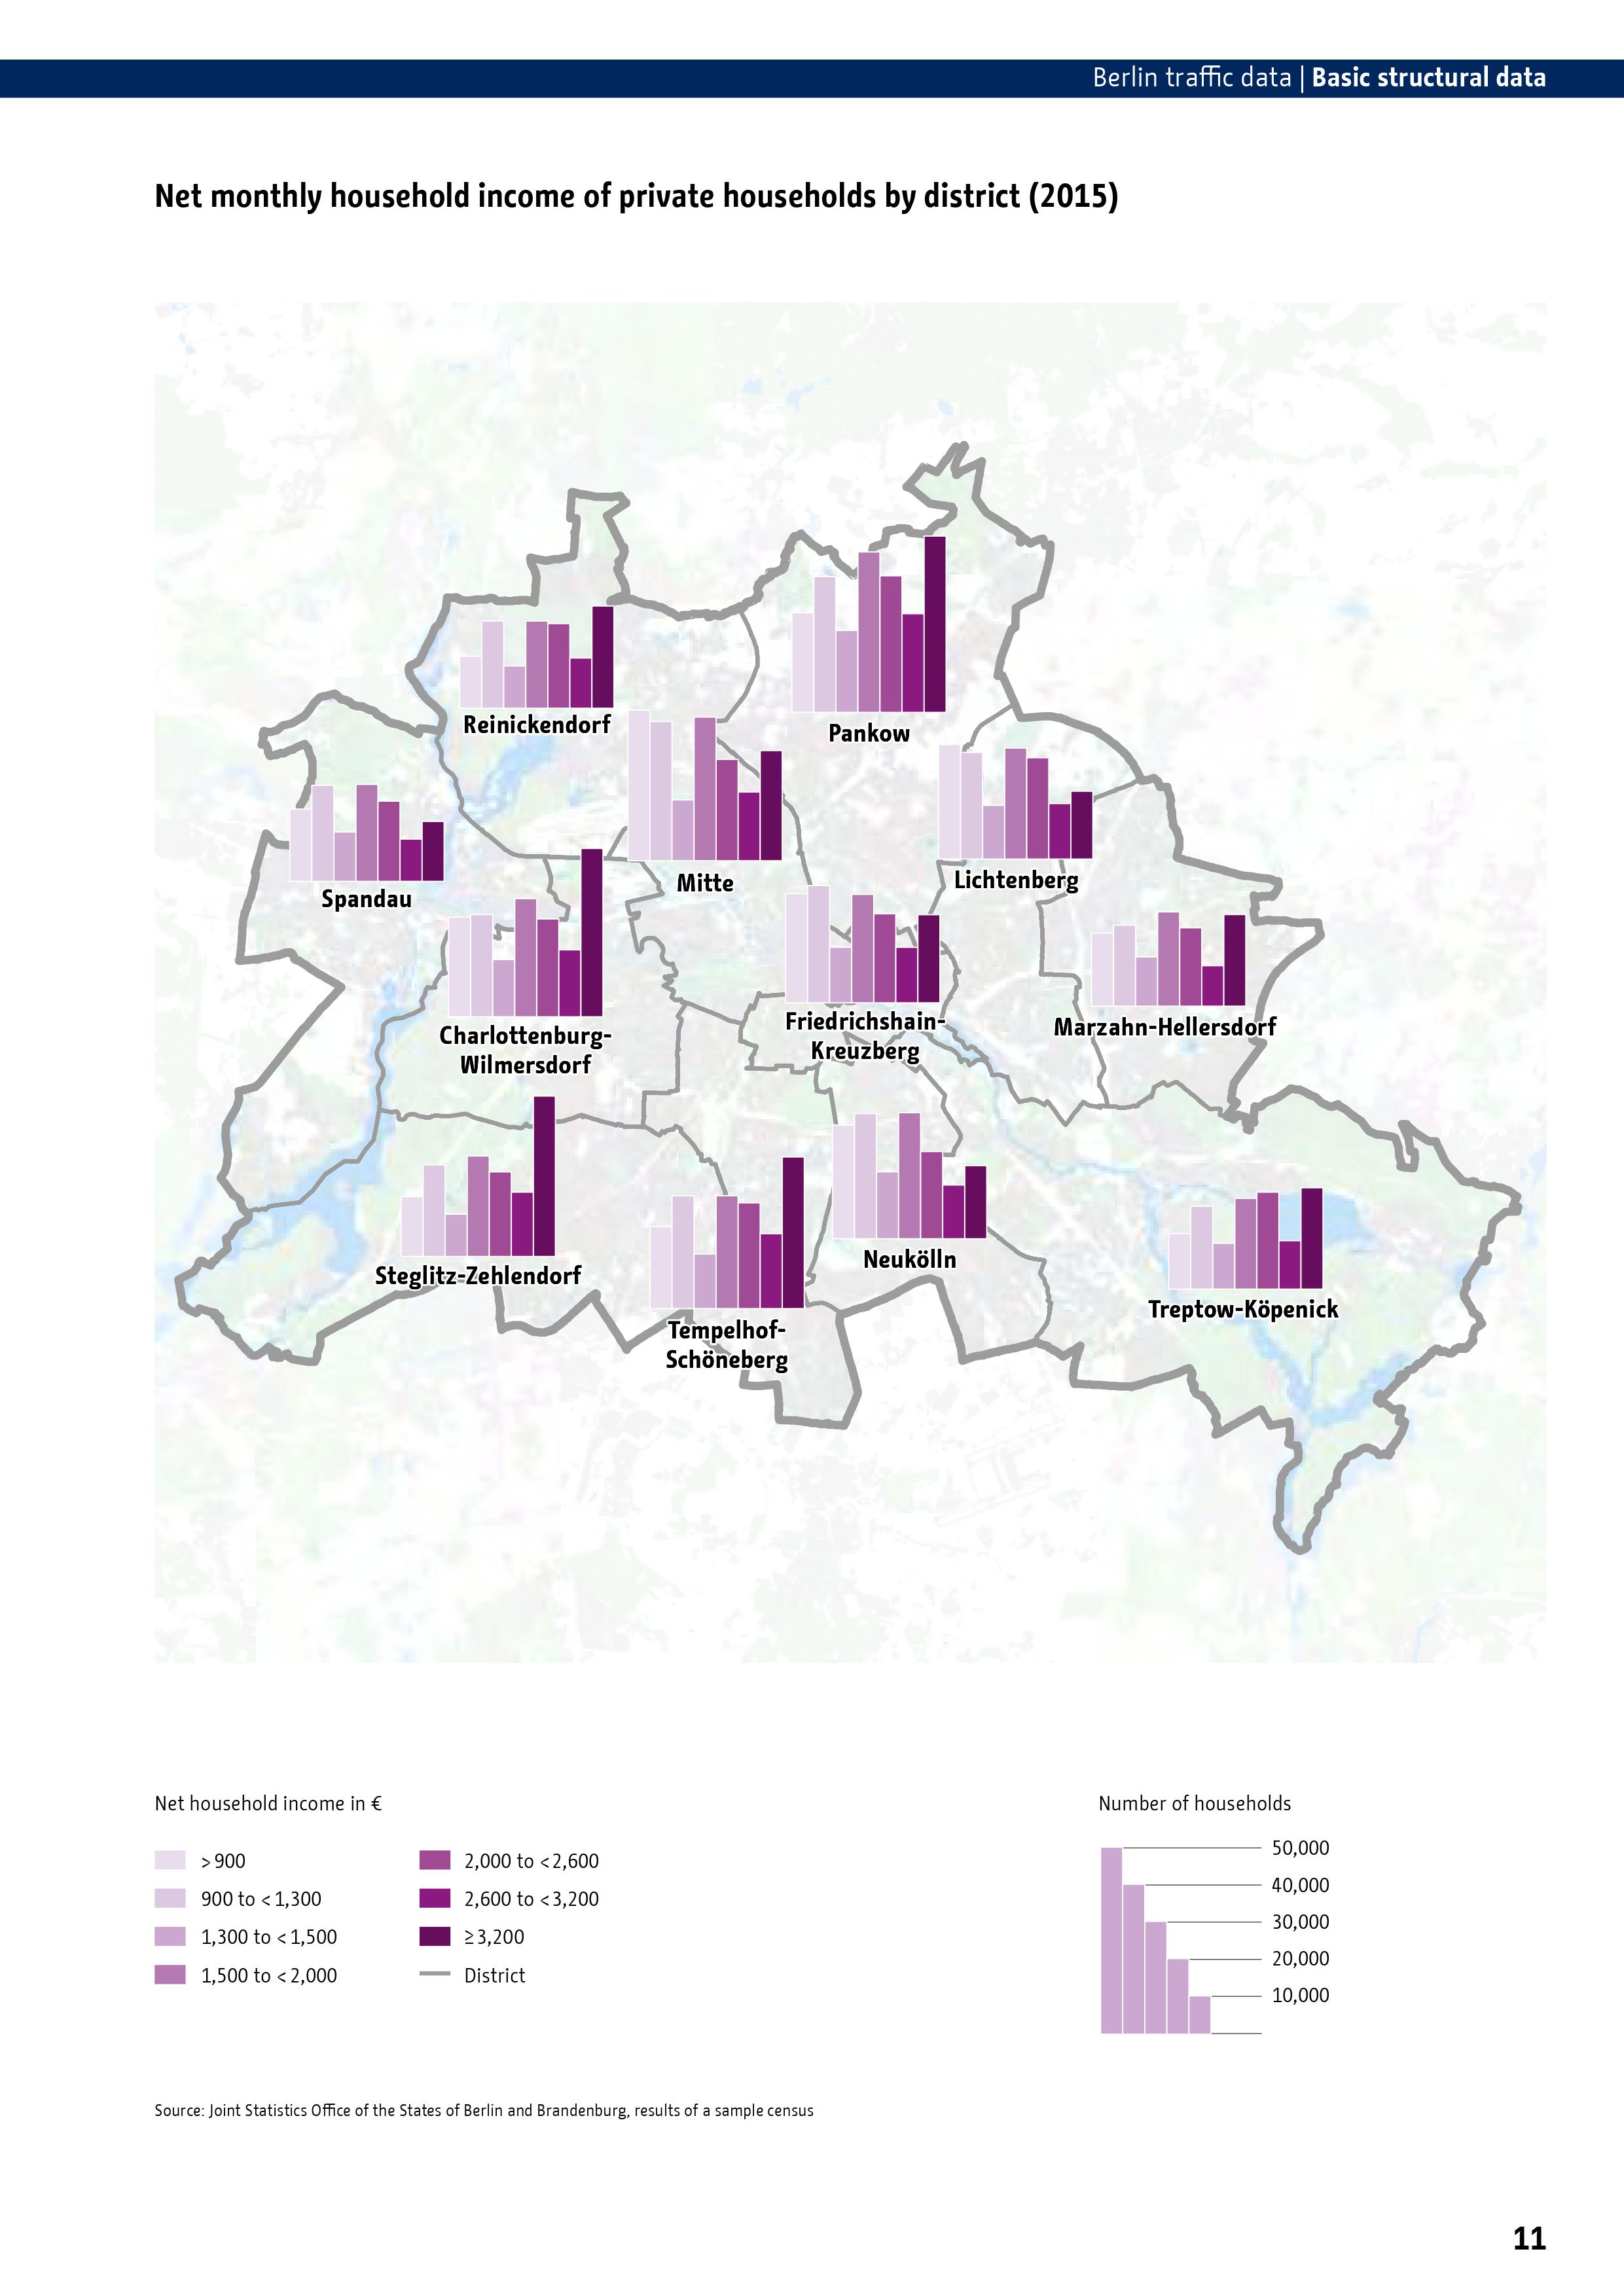 Berlin traffic data | Basic structural data
Net monthly household income of private households by district (2015)
Reinickendorf
Pankow
Spandau
Mitte
Lichtenberg
Charlottenburg-
Wilmersdorf
Friedrichshain-
Kreuzberg
Marzahn-Hellersdorf
Steglitz-Zehlendorf
Tempelhof-
Schöneberg
Neukölln
Treptow-Köpenick
Net household income in €
> 900
900 to < 1,300
1,300 to < 1,500
1,500 to < 2,000
2,000 to < 2,600
2,600 to < 3,200
≥ 3,200
District
Number of households
50,000
40,000
30,000
20,000
10,000
Source: Joint Statistics Office of the States of Berlin and Brandenburg, results of a sample census
11